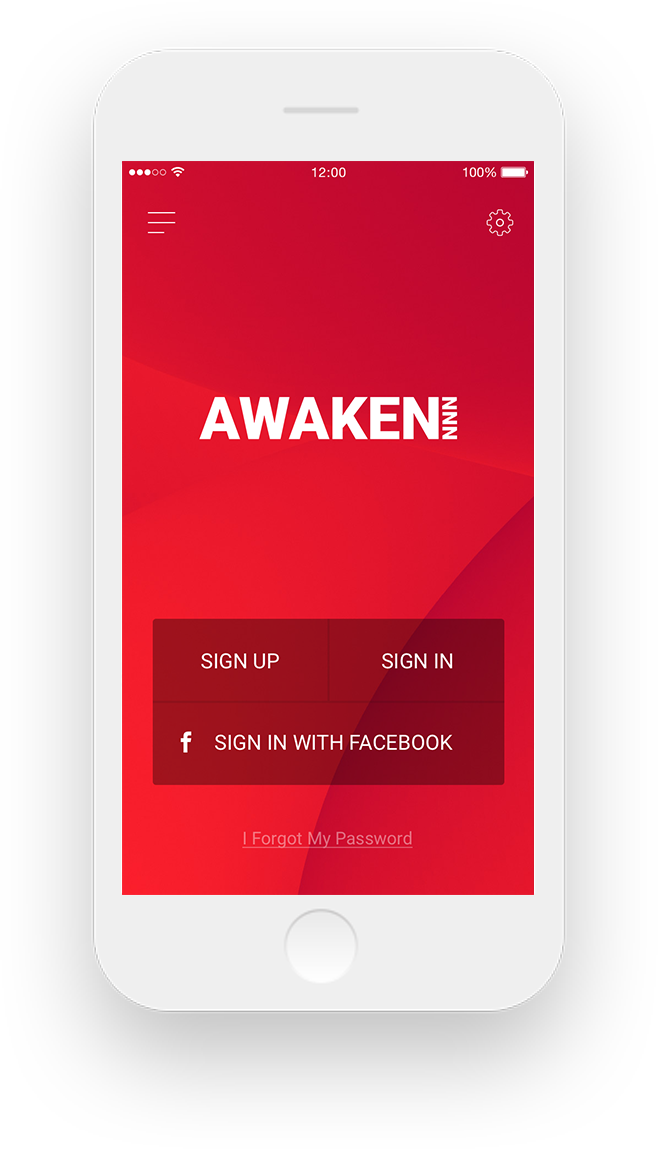 12:00
100%
AWAKEN
NNN
SIGN UP
SIGN IN
f SIGN IN WITH FACEBOOK
I Forgot My Password